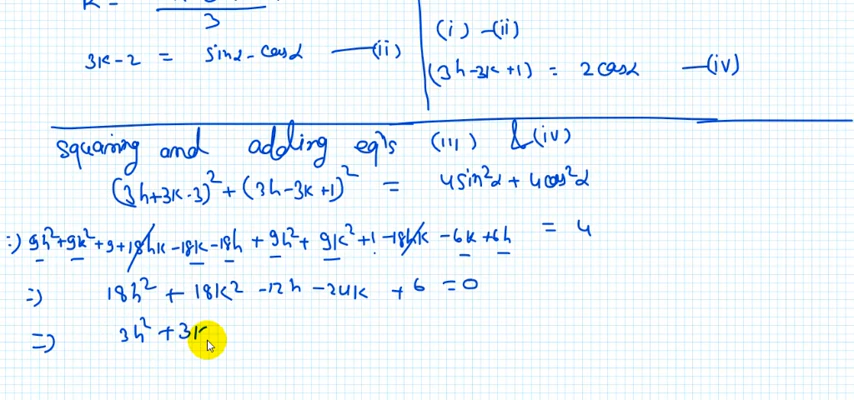 3
3k-2 = sinα - cosα —(ii)
(i) - (ii)
(3h-3k+1) = 2cosα —(iv)
squaring and adding eq's (iii) & (iv)
(3h+3k-3)² + (3h-3k+1)² = 4sin²α + 4cos²α
⇒ 9h²+9k²+9+18hk-18k-18h + 9h²+ 9k²+1-18hk -6k+6h = 4
⇒ 18h² + 18k² -12h -24k + 6 = 0
⇒ 3h² + 3k